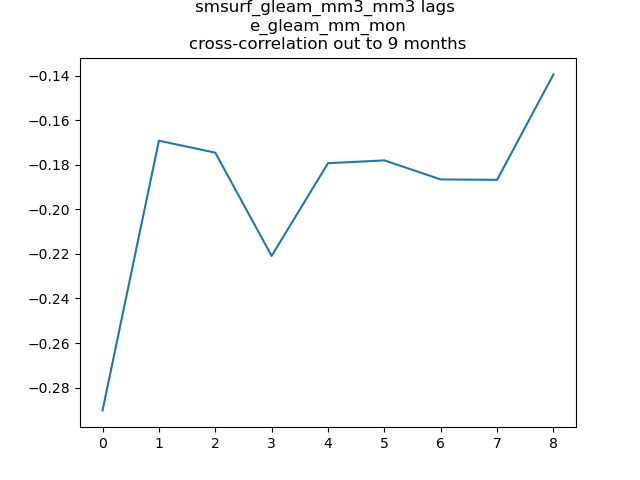 smsurf_gleam_mm3_mm3 lags
e_gleam_mm_mon
cross-correlation out to 9 months
−0.14
−0.16
−0.18
−0.20
−0.22
−0.24
−0.26
−0.28
0 1 2 3 4 5 6 7 8